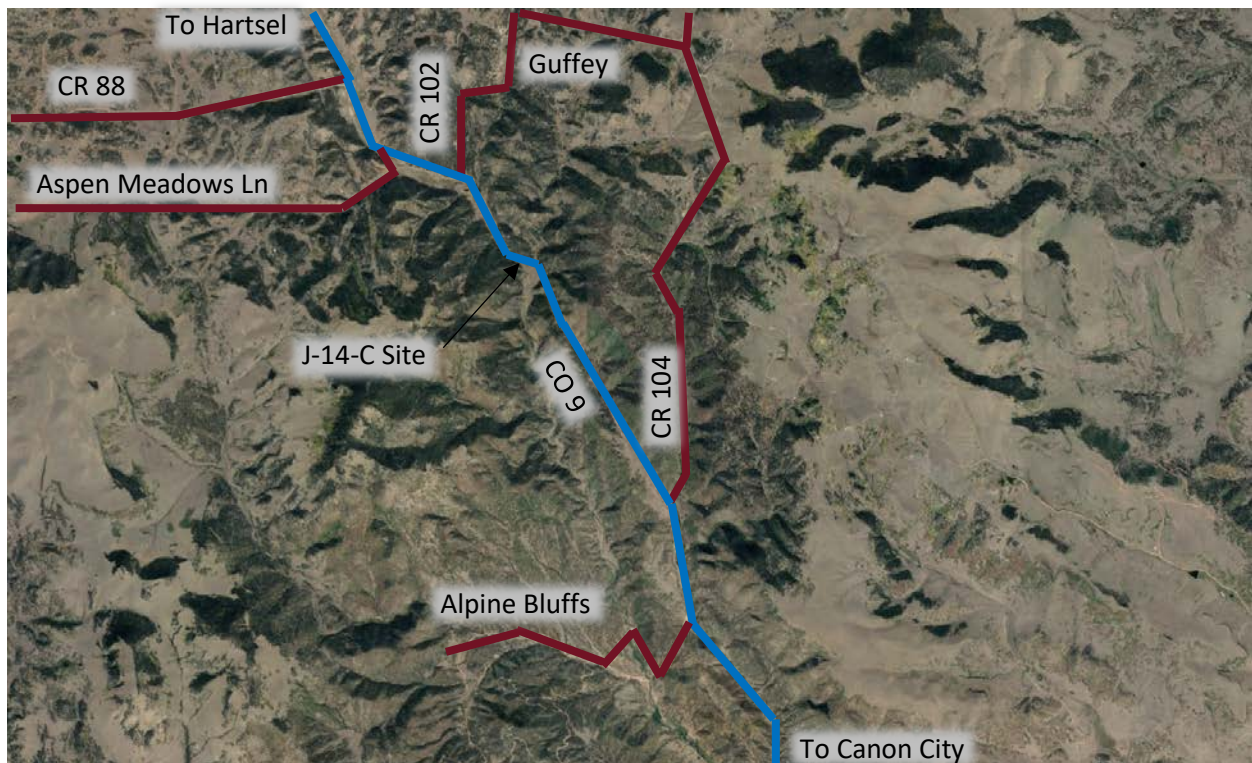 To Hartsel
CR 88
CR 102
Guffey
Aspen Meadows Ln
J-14-C Site
CO 9
CR 104
Alpine Bluffs
To Canon City